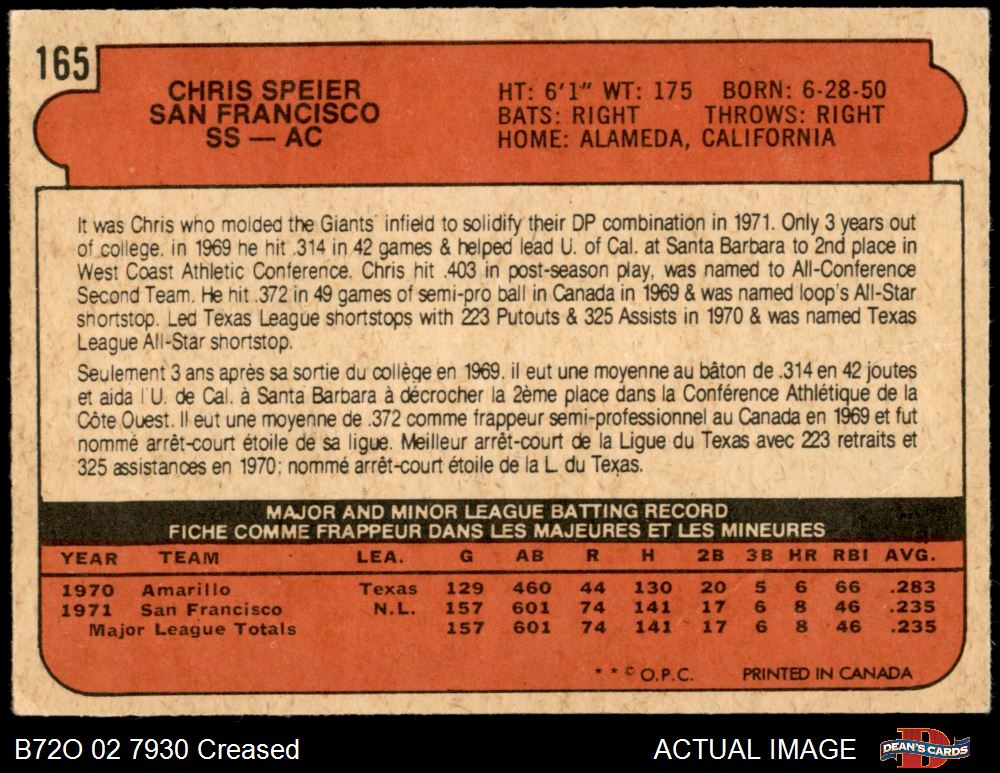 165
CHRIS SPEIER
SAN FRANCISCO
SS — AC
HT: 6'1" WT: 175 BORN: 6-28-50
BATS: RIGHT THROWS: RIGHT
HOME: ALAMEDA, CALIFORNIA
It was Chris who molded the Giants' infield to solidify their DP combination in 1971. Only 3 years out
of college, in 1969 he hit .314 in 42 games & helped lead U. of Cal. at Santa Barbara to 2nd place in
West Coast Athletic Conference. Chris hit .403 in post-season play, was named to All-Conference
Second Team. He hit .372 in 49 games of semi-pro ball in Canada in 1969 & was named loop's All-Star
shortstop. Led Texas League shortstops with 223 Putouts & 325 Assists in 1970 & was named Texas
League All-Star shortstop.
Seulement 3 ans après sa sortie du collège en 1969, il eut une moyenne au bâton de .314 en 42 joutes
et aida l'U. de Cal. à Santa Barbara à décrocher la 2ème place dans la Conférence Athlétique de la
Côte Ouest. Il eut une moyenne de .372 comme frappeur semi-professionnel au Canada en 1969 et fut
nommé arrêt-court étoile de sa ligue. Meilleur arrêt-court de la Ligue du Texas avec 223 retraits et
325 assistances en 1970; nommé arrêt-court étoile de la L. du Texas.
MAJOR AND MINOR LEAGUE BATTING RECORD
FICHE COMME FRAPPEUR DANS LES MAJEURES ET LES MINEURES
YEAR TEAM LEA. G AB R H 2B 3B HR RBI AVG.
1970 Amarillo Texas 129 460 44 130 20 5 6 66 .283
1971 San Francisco N.L. 157 601 74 141 17 6 8 46 .235
Major League Totals 157 601 74 141 17 6 8 46 .235
* * © O.P.C. PRINTED IN CANADA
B72O 02 7930 Creased ACTUAL IMAGE DEAN'S CARDS